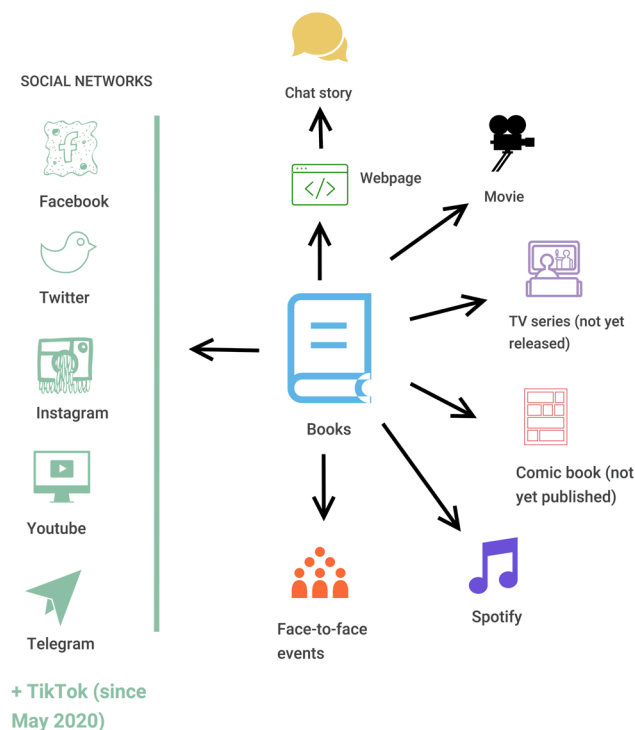 SOCIAL NETWORKS
Facebook
Twitter
Instagram
Youtube
Telegram
+ TikTok (since
May 2020)
Chat story
</>
Webpage
Movie
TV series (not yet
released)
Comic book (not
yet published)
Spotify
Books
Face-to-face
events